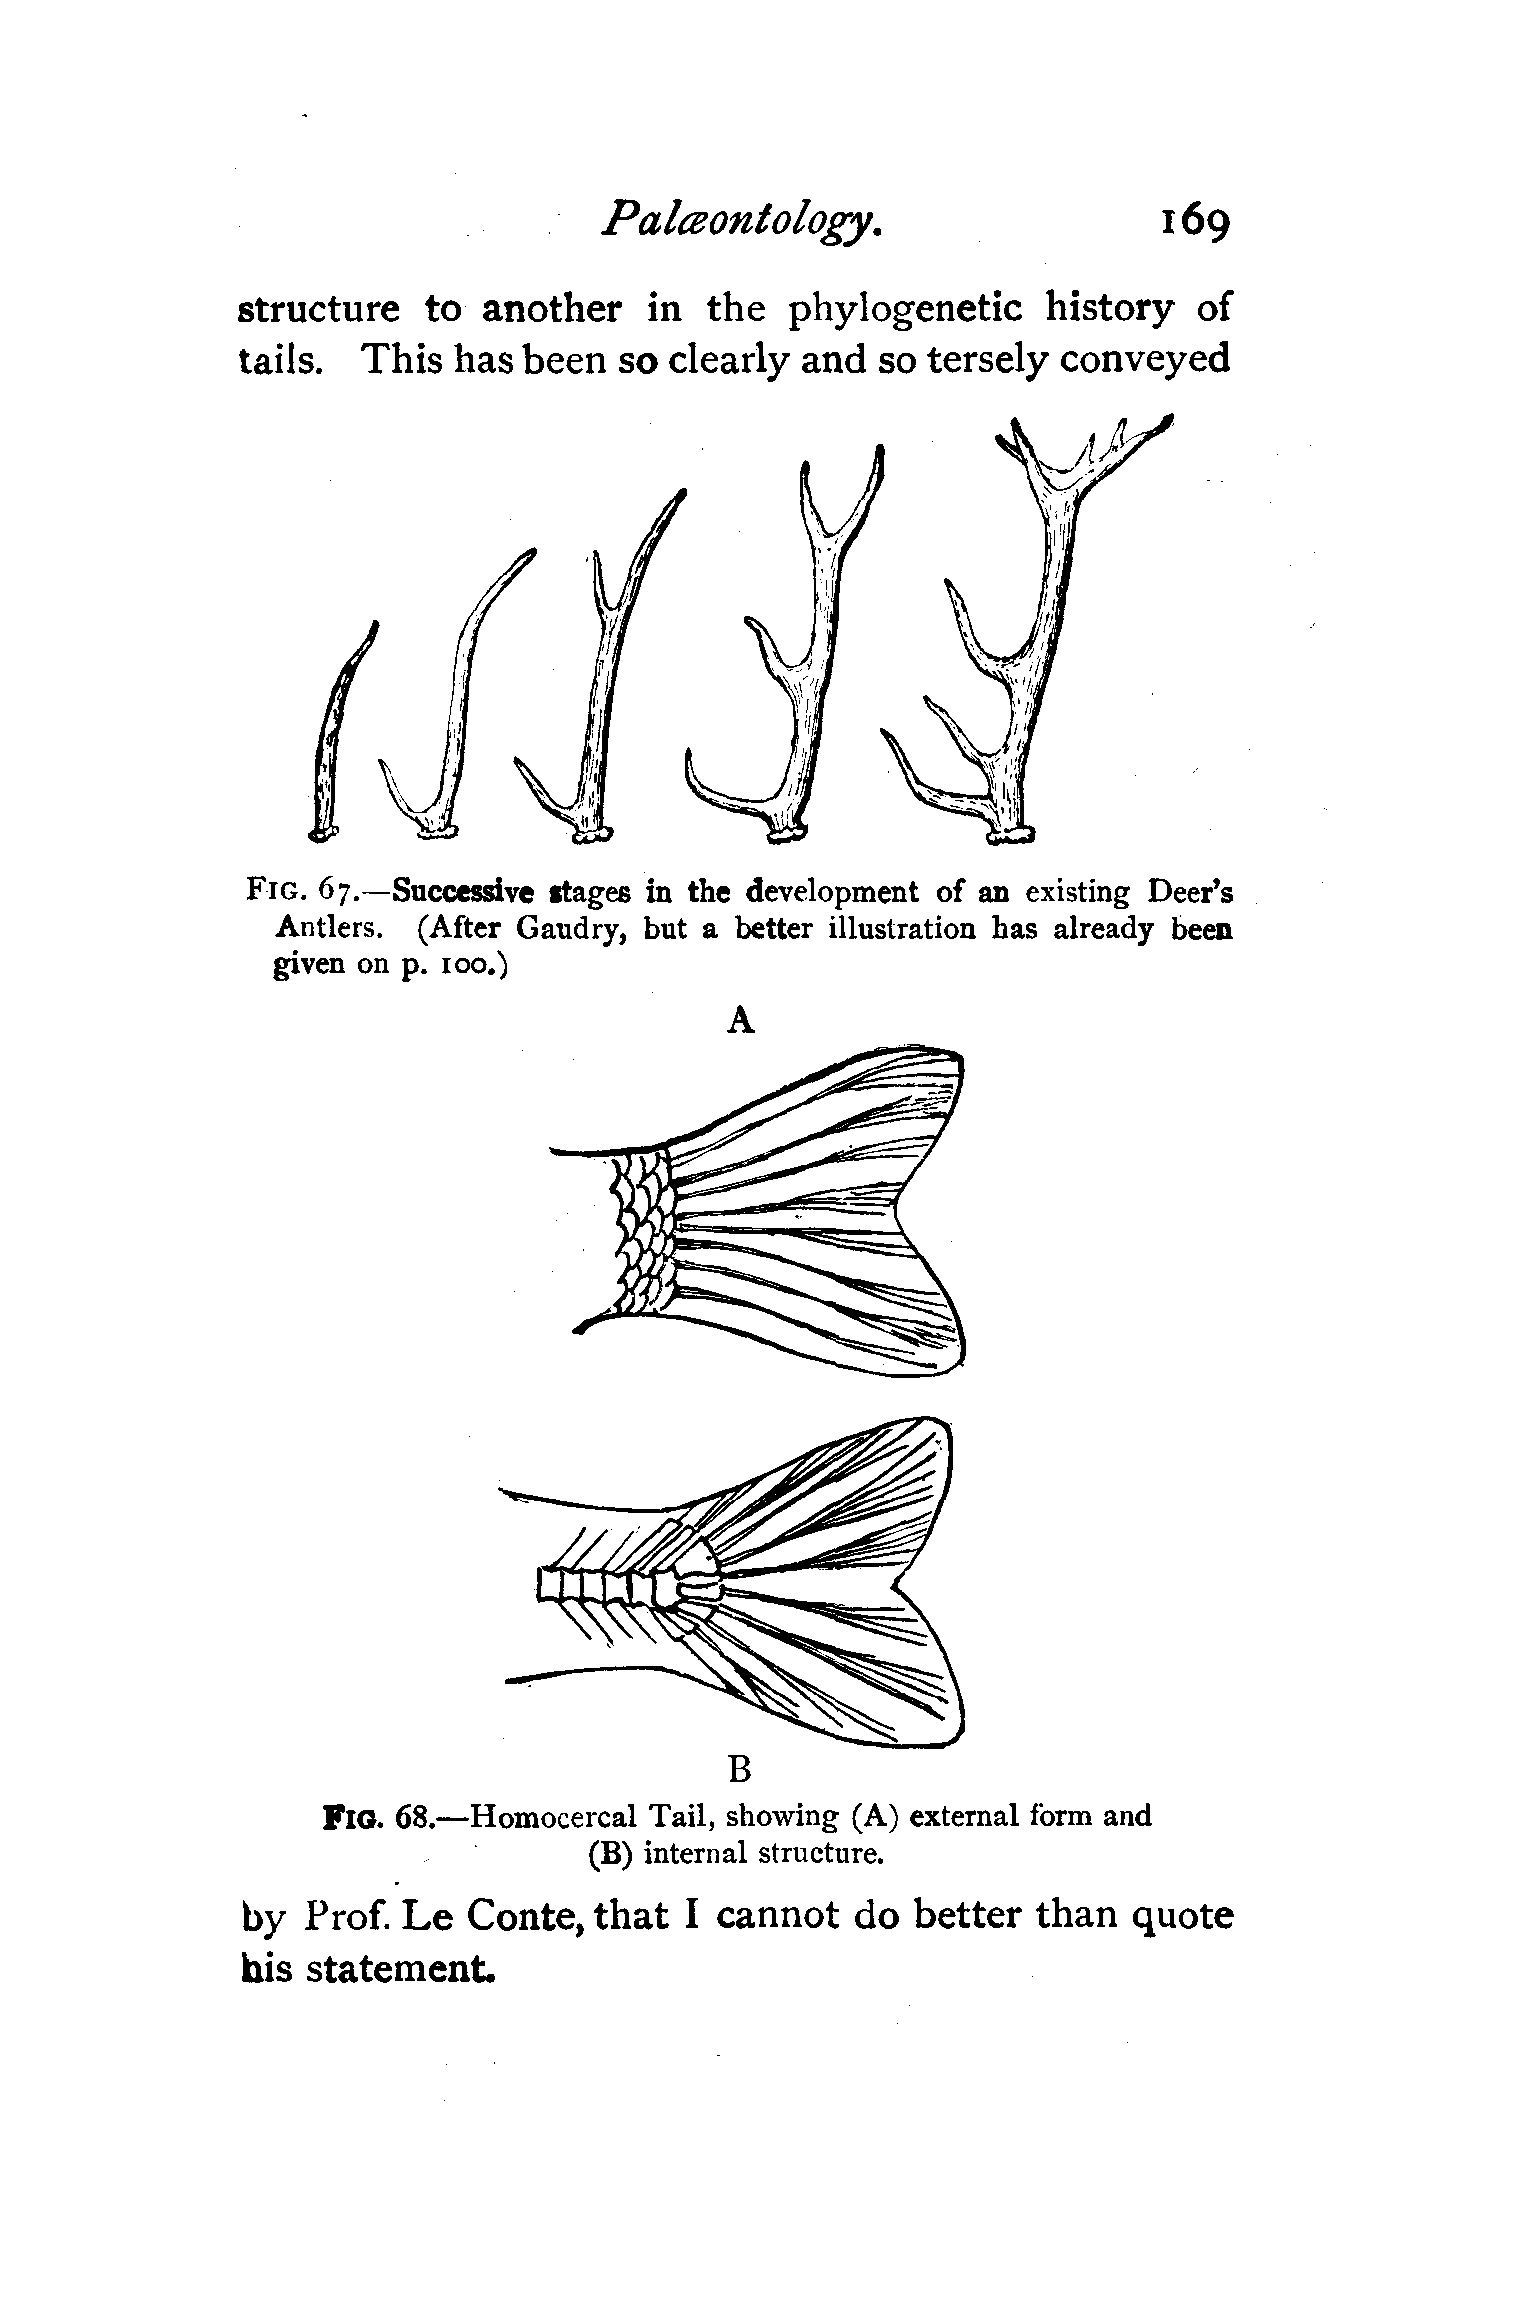 Palæontology. 169
structure to another in the phylogenetic history of
tails. This has been so clearly and so tersely conveyed
FIG. 67.—Successive stages in the development of an existing Deer's
Antlers. (After Gaudry, but a better illustration has already been
given on p. 100.)
A
B
FIG. 68.—Homocercal Tail, showing (A) external form and
(B) internal structure.
by Prof. Le Conte, that I cannot do better than quote
his statement.